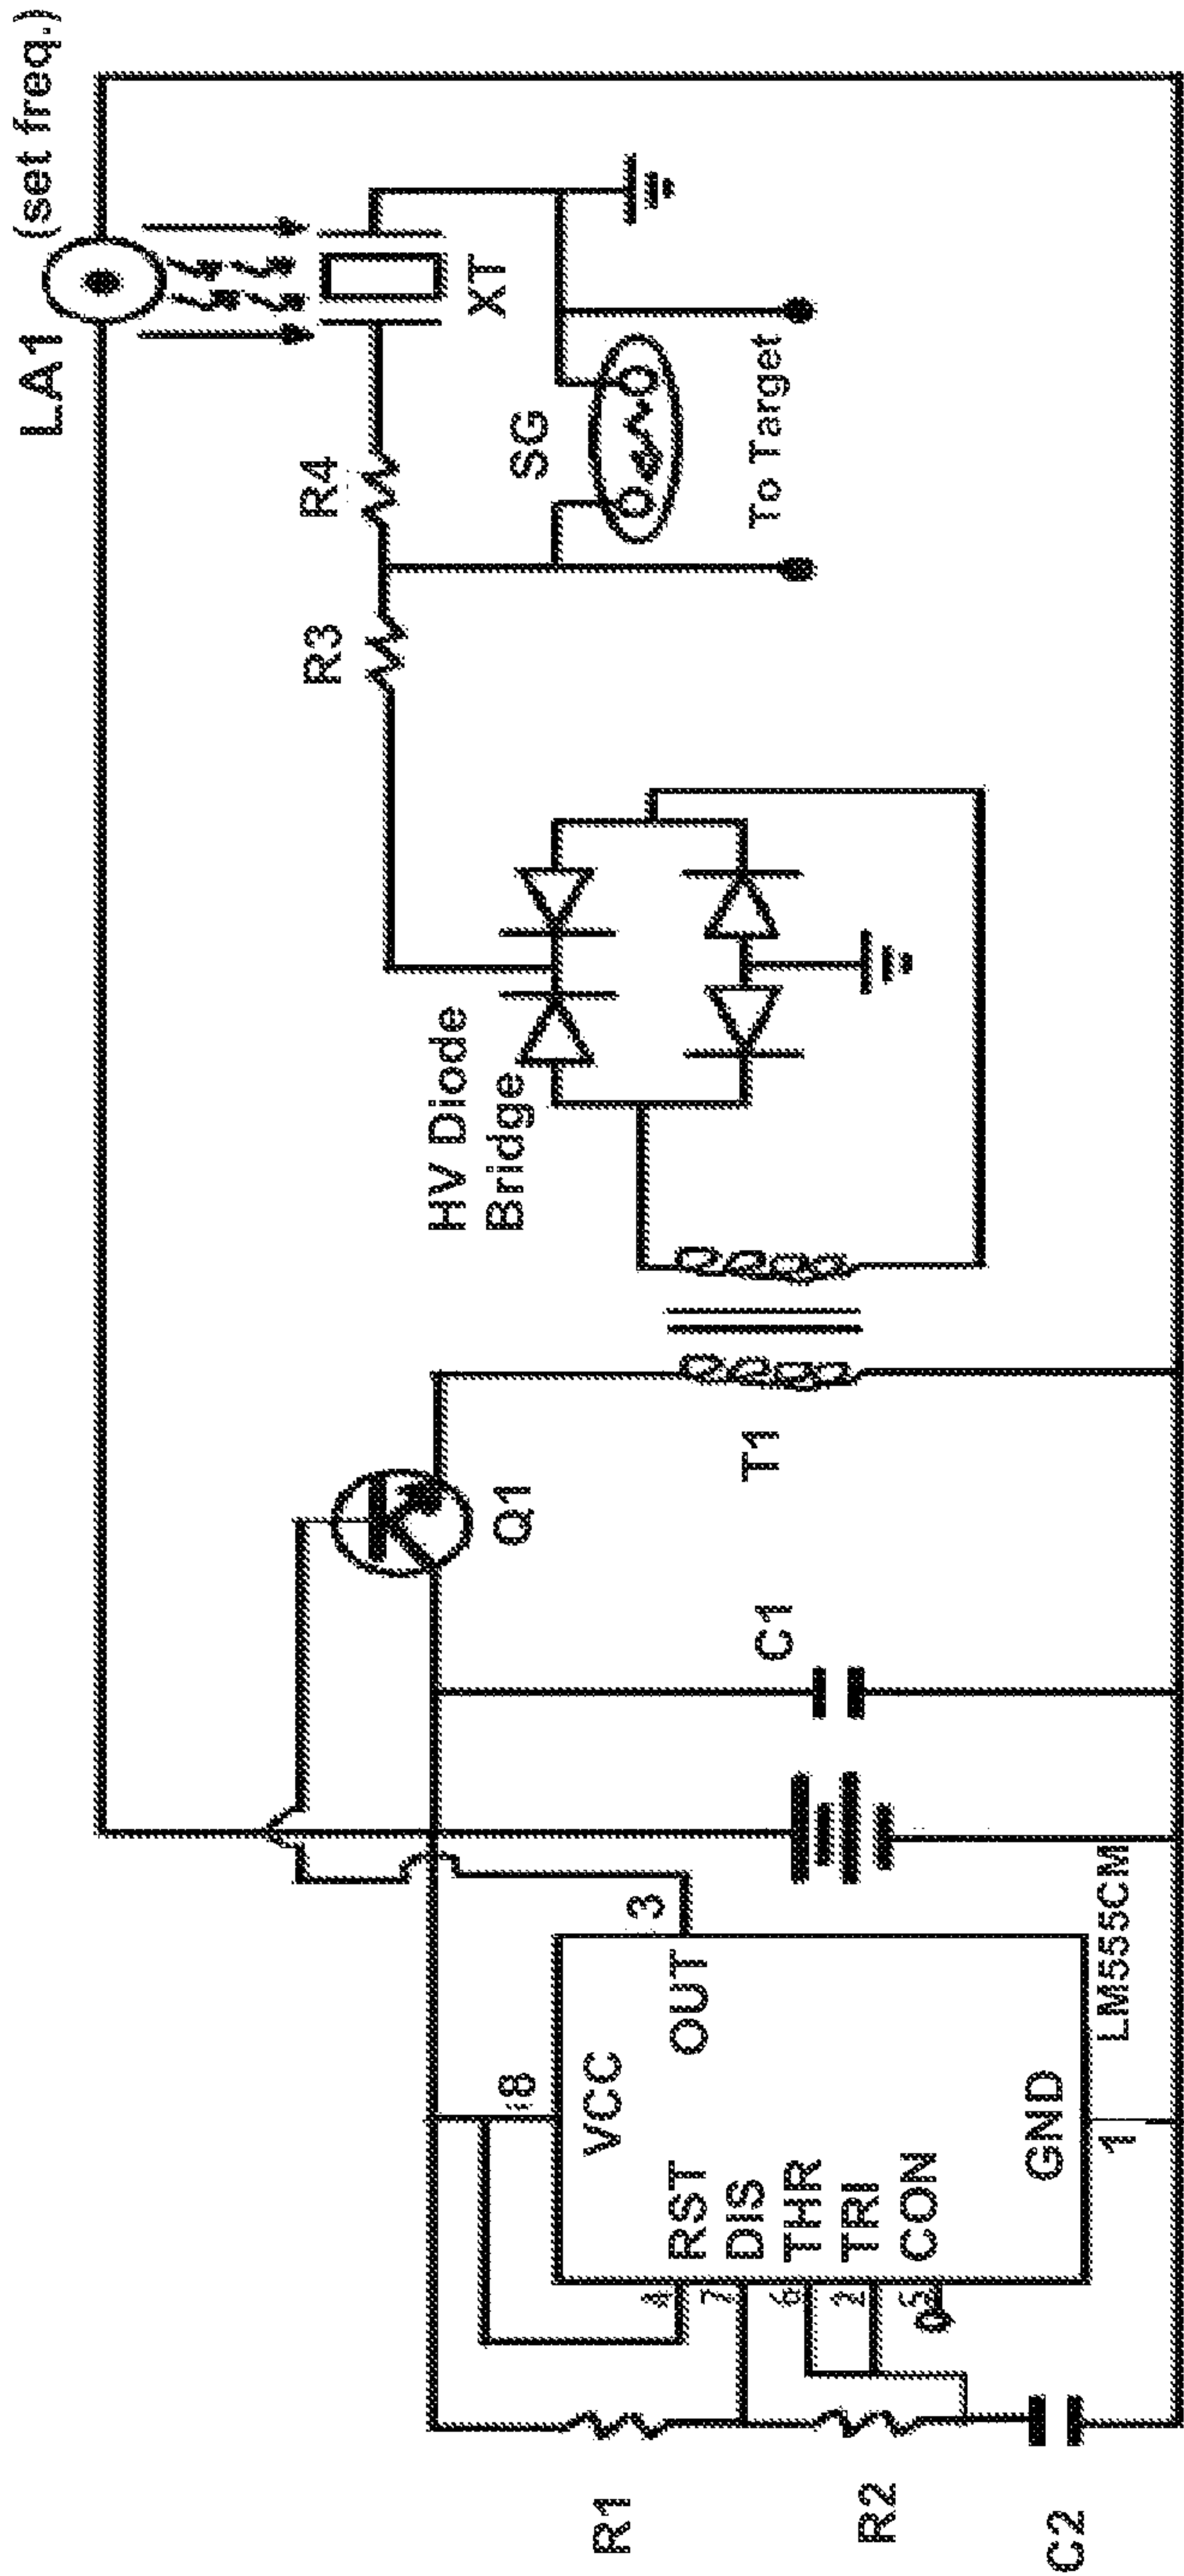 LA1 (set freq.)
R3
R4
XT
SG
To Target
HV Diode
Bridge
Q1
T1
C1
8
VCC
3
OUT
4 RST
7 DIS
6 THR
2 TRI
5 CON
GND
1
LM555CM
R1
R2
C2